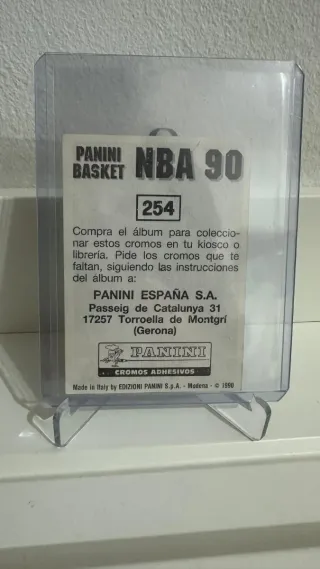 PANINI
BASKET
NBA 90
254
Compra el álbum para coleccio-
nar estos cromos en tu kiosco o
librería. Pide los cromos que te
faltan, siguiendo las instrucciones
del álbum a:
PANINI ESPAÑA S.A.
Passeig de Catalunya 31
17257 Torroella de Montgrí
(Gerona)
PANINI
CROMOS ADHESIVOS
Made in Italy by EDIZIONI PANINI S.p.A. - Modena - © 1990